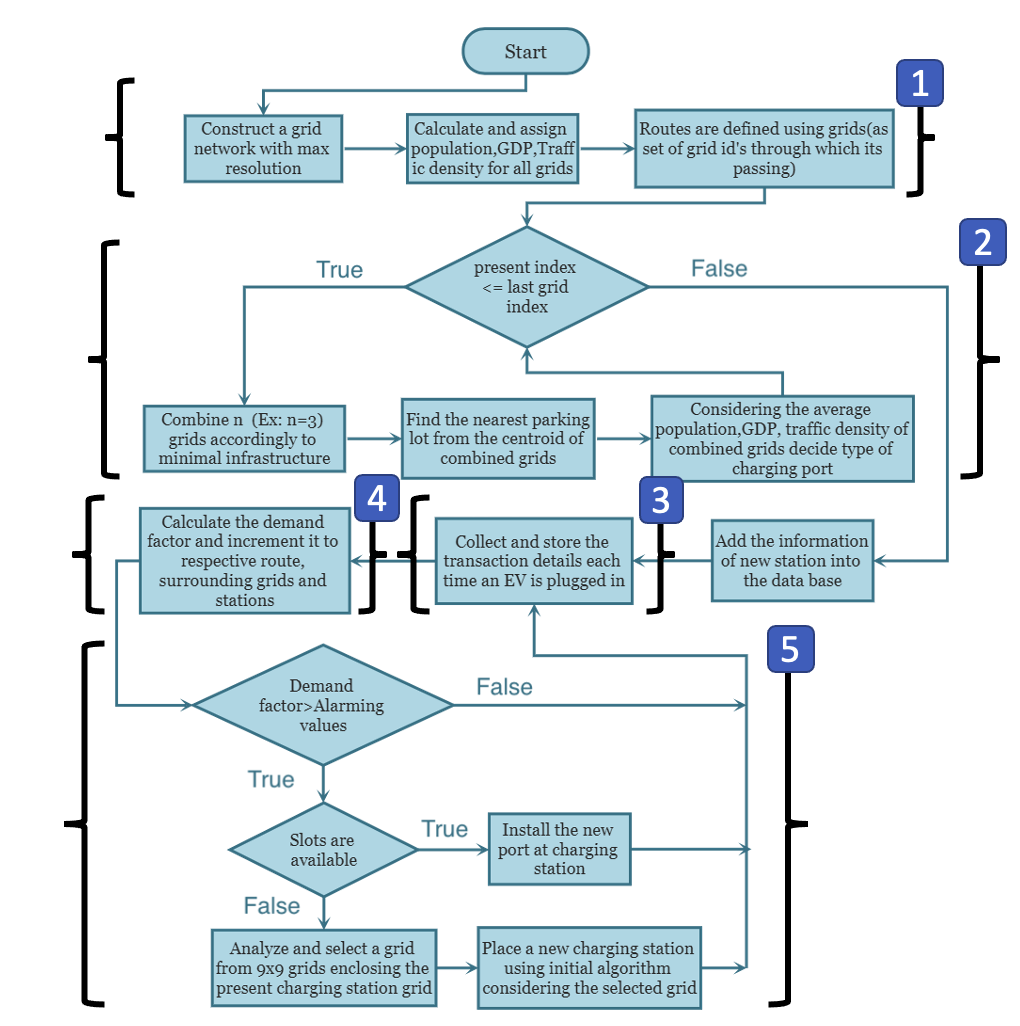 Start
1
Construct a grid
network with max
resolution
Calculate and assign
population,GDP,Traff
ic density for all grids
Routes are defined using grids(as
set of grid id's through which its
passing)
2
present index
<= last grid
index
True
False
Combine n (Ex: n=3)
grids accordingly to
minimal infrastructure
Find the nearest parking
lot from the centroid of
combined grids
Considering the average
population,GDP, traffic density of
combined grids decide type of
charging port
4
3
Calculate the demand
factor and increment it to
respective route,
surrounding grids and
stations
Collect and store the
transaction details each
time an EV is plugged in
Add the information
of new station into
the data base
5
Demand
factor>Alarming
values
False
True
Slots are
available
True
Install the new
port at charging
station
False
Analyze and select a grid
from 9x9 grids enclosing the
present charging station grid
Place a new charging station
using initial algorithm
considering the selected grid